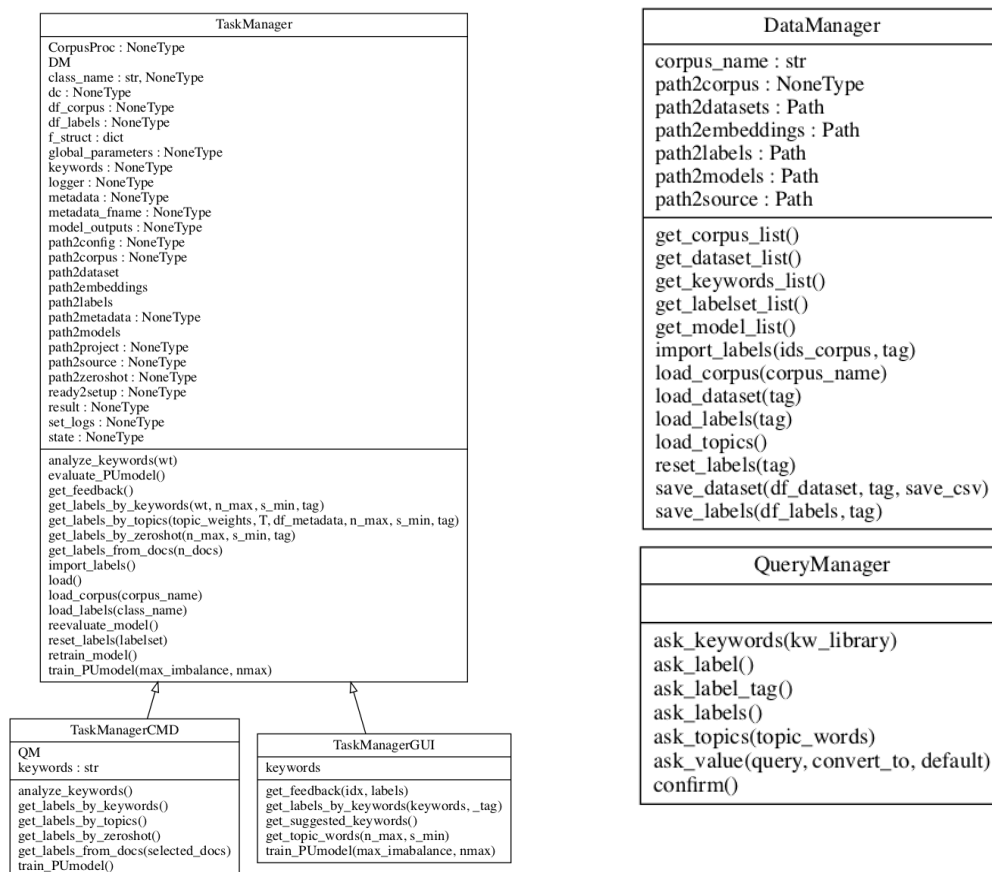 TaskManager
CorpusProc : NoneType
DM
class_name : str, NoneType
dc : NoneType
df_corpus : NoneType
df_labels : NoneType
f_struct : dict
global_parameters : NoneType
keywords : NoneType
logger : NoneType
metadata : NoneType
metadata_fname : NoneType
model_outputs : NoneType
path2config : NoneType
path2corpus : NoneType
path2dataset
path2embeddings
path2labels
path2metadata : NoneType
path2models
path2project : NoneType
path2source : NoneType
path2zeroshot : NoneType
ready2setup : NoneType
result : NoneType
set_logs : NoneType
state : NoneType
analyze_keywords(wt)
evaluate_PUmodel()
get_feedback()
get_labels_by_keywords(wt, n_max, s_min, tag)
get_labels_by_topics(topic_weights, T, df_metadata, n_max, s_min, tag)
get_labels_by_zeroshot(n_max, s_min, tag)
get_labels_from_docs(n_docs)
import_labels()
load()
load_corpus(corpus_name)
load_labels(class_name)
reevaluate_model()
reset_labels(labelset)
retrain_model()
train_PUmodel(max_imbalance, nmax)
TaskManagerCMD
QM
keywords : str
analyze_keywords()
get_labels_by_keywords()
get_labels_by_topics()
get_labels_by_zeroshot()
get_labels_from_docs(selected_docs)
train_PUmodel()
TaskManagerGUI
keywords
get_feedback(idx, labels)
get_labels_by_keywords(keywords, _tag)
get_suggested_keywords()
get_topic_words(n_max, s_min)
train_PUmodel(max_imabalance, nmax)
DataManager
corpus_name : str
path2corpus : NoneType
path2datasets : Path
path2embeddings : Path
path2labels : Path
path2models : Path
path2source : Path
get_corpus_list()
get_dataset_list()
get_keywords_list()
get_labelset_list()
get_model_list()
import_labels(ids_corpus, tag)
load_corpus(corpus_name)
load_dataset(tag)
load_labels(tag)
load_topics()
reset_labels(tag)
save_dataset(df_dataset, tag, save_csv)
save_labels(df_labels, tag)
QueryManager
ask_keywords(kw_library)
ask_label()
ask_label_tag()
ask_labels()
ask_topics(topic_words)
ask_value(query, convert_to, default)
confirm()